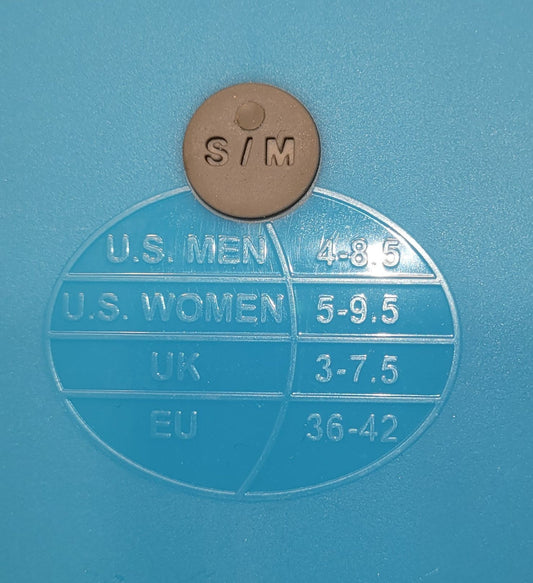 S/M
U.S. MEN 4-8.5
U.S. WOMEN 5-9.5
UK 3-7.5
EU 36-42